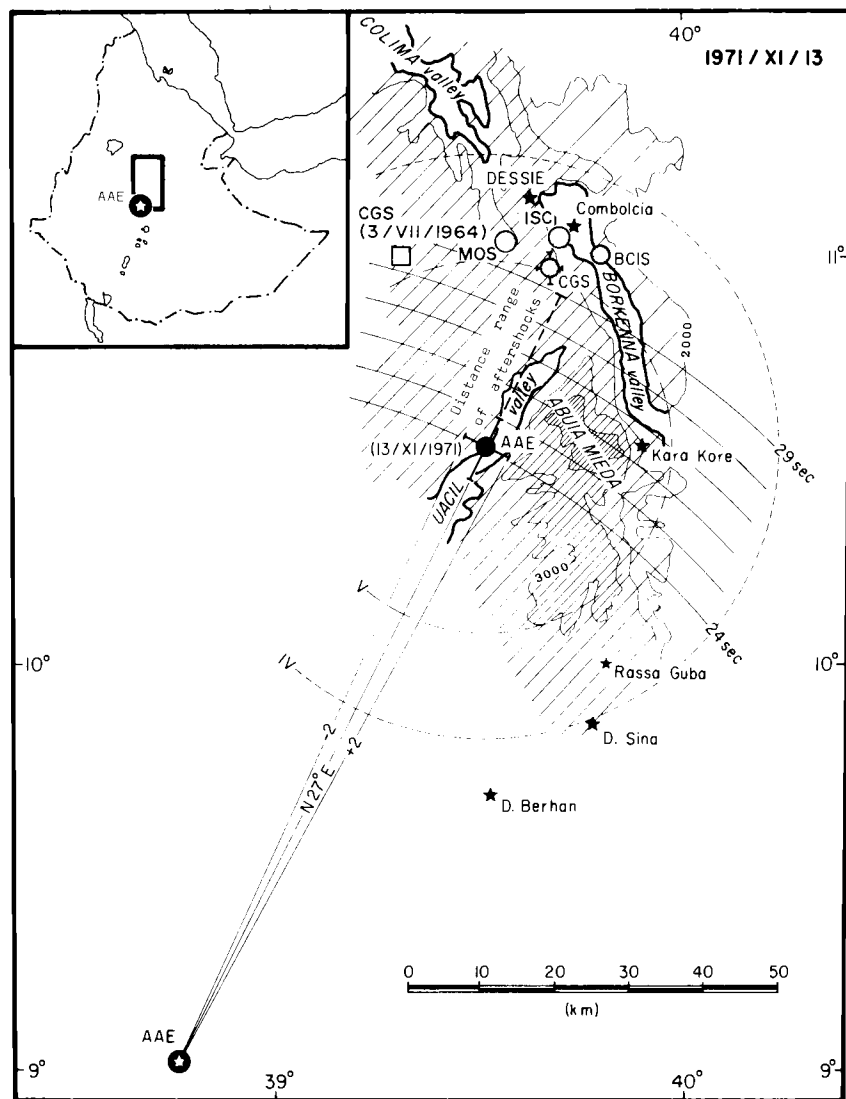 40°
1971/XI/13
COLIMA valley
AAE
DESSIE
ISC
Combolcia
CGS
(3/VII/1964)
MOS
BCIS
11°
CGS
BORKENNA valley
2000
Distance range
of aftershocks
valley
ABUIA MIEDA
(13/XI/1971)
AAE
Kara Kore
29 sec
UACIL
3000
V
24 sec
10°
IV
Rassa Guba
10°
D. Sina
-2
N 27° E
+2
D. Berhan
0 10 20 30 40 50
(km)
AAE
9°
39°
40°
9°